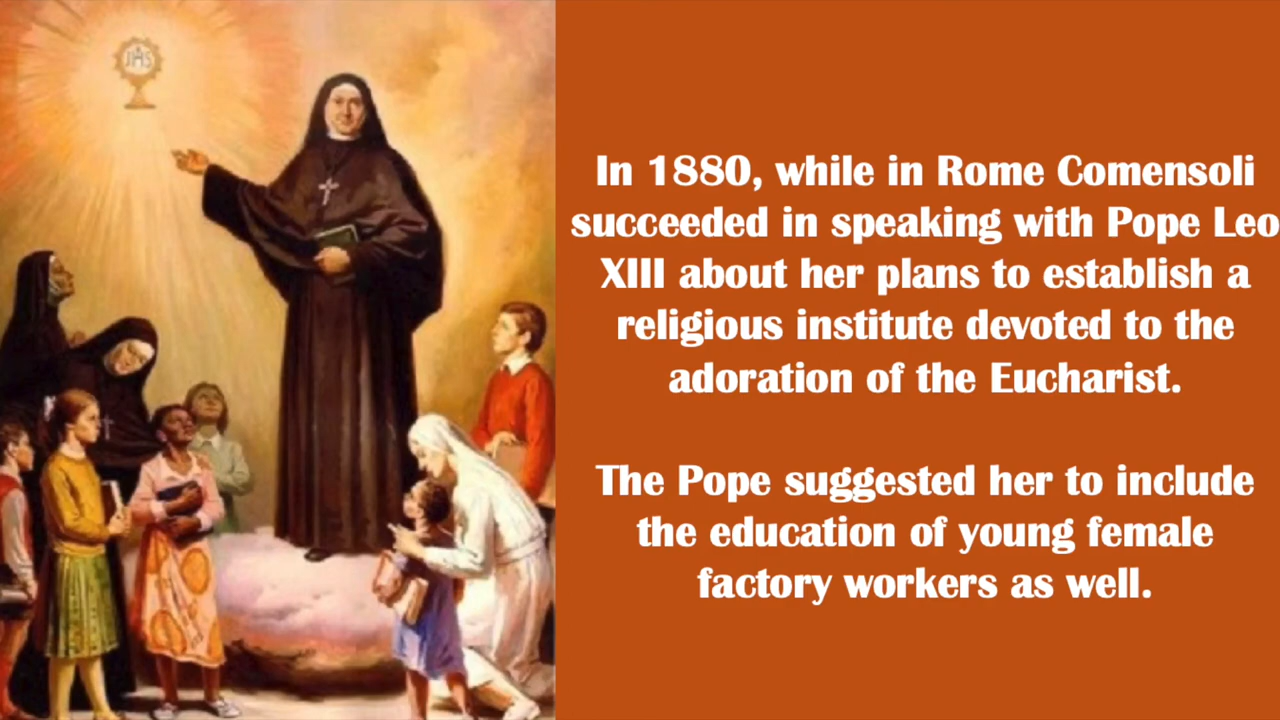 JHS
In 1880, while in Rome Comensoli
succeeded in speaking with Pope Leo
XIII about her plans to establish a
religious institute devoted to the
adoration of the Eucharist.
The Pope suggested her to include
the education of young female
factory workers as well.